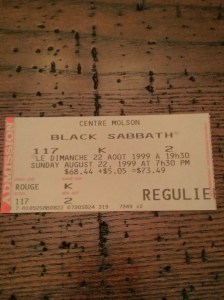 CENTRE MOLSON
BLACK SABBATH
117 K 2
LE DIMANCHE 22 AOUT 1999 A 19h30
SUNDAY AUGUST 22, 1999 AT 7h30 PM
$68.44 +$5,05 =$73.49
ADMISSION
ROUGE K
117 2
REGULIE